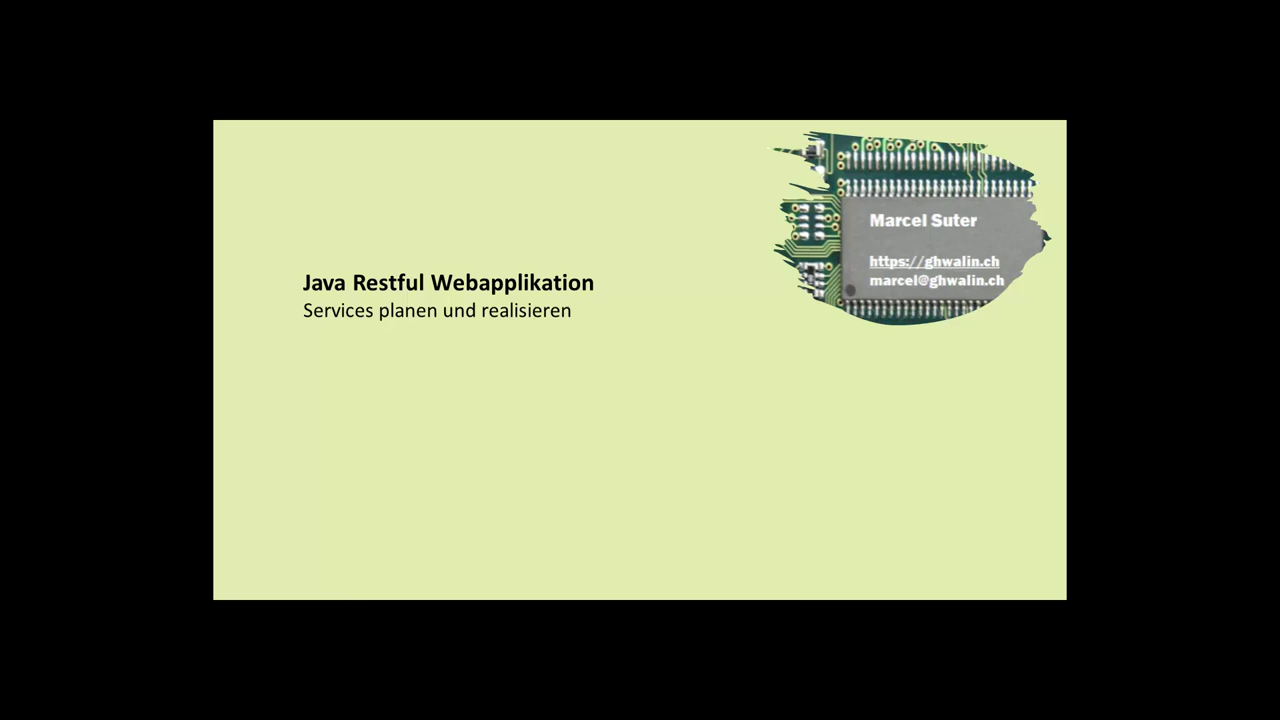 Java Restful Webapplikation
Services planen und realisieren
Marcel Suter
https://ghwalin.ch
marcel@ghwalin.ch